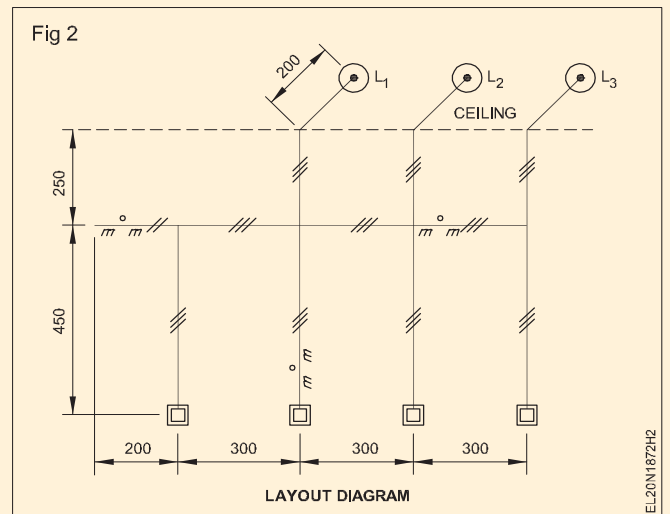 Fig 2
200
L1
L2
L3
CEILING
250
450
200
300
300
300
LAYOUT DIAGRAM
EL20N1872H2